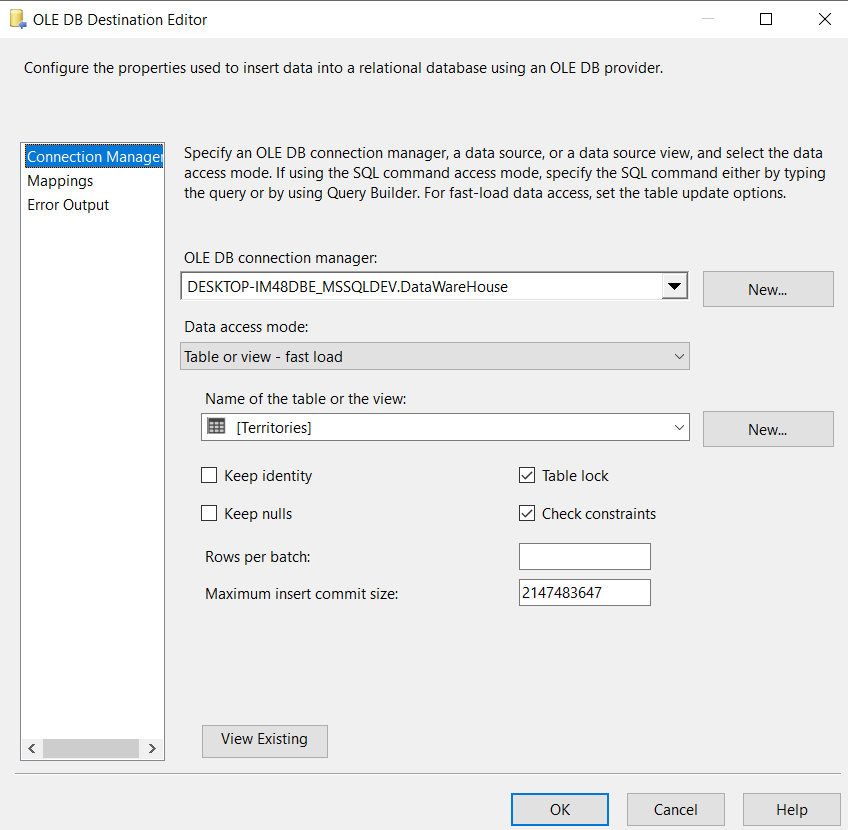 OLE DB Destination Editor
Configure the properties used to insert data into a relational database using an OLE DB provider.
Connection Manager
Mappings
Error Output
Specify an OLE DB connection manager, a data source, or a data source view, and select the data
access mode. If using the SQL command access mode, specify the SQL command either by typing
the query or by using Query Builder. For fast-load data access, set the table update options.
OLE DB connection manager:
DESKTOP-IM48DBE_MSSQLDEV.DataWareHouse
New...
Data access mode:
Table or view - fast load
Name of the table or the view:
[Territories]
New...
Keep identity
Table lock
Keep nulls
Check constraints
Rows per batch:
Maximum insert commit size:
2147483647
View Existing
OK
Cancel
Help